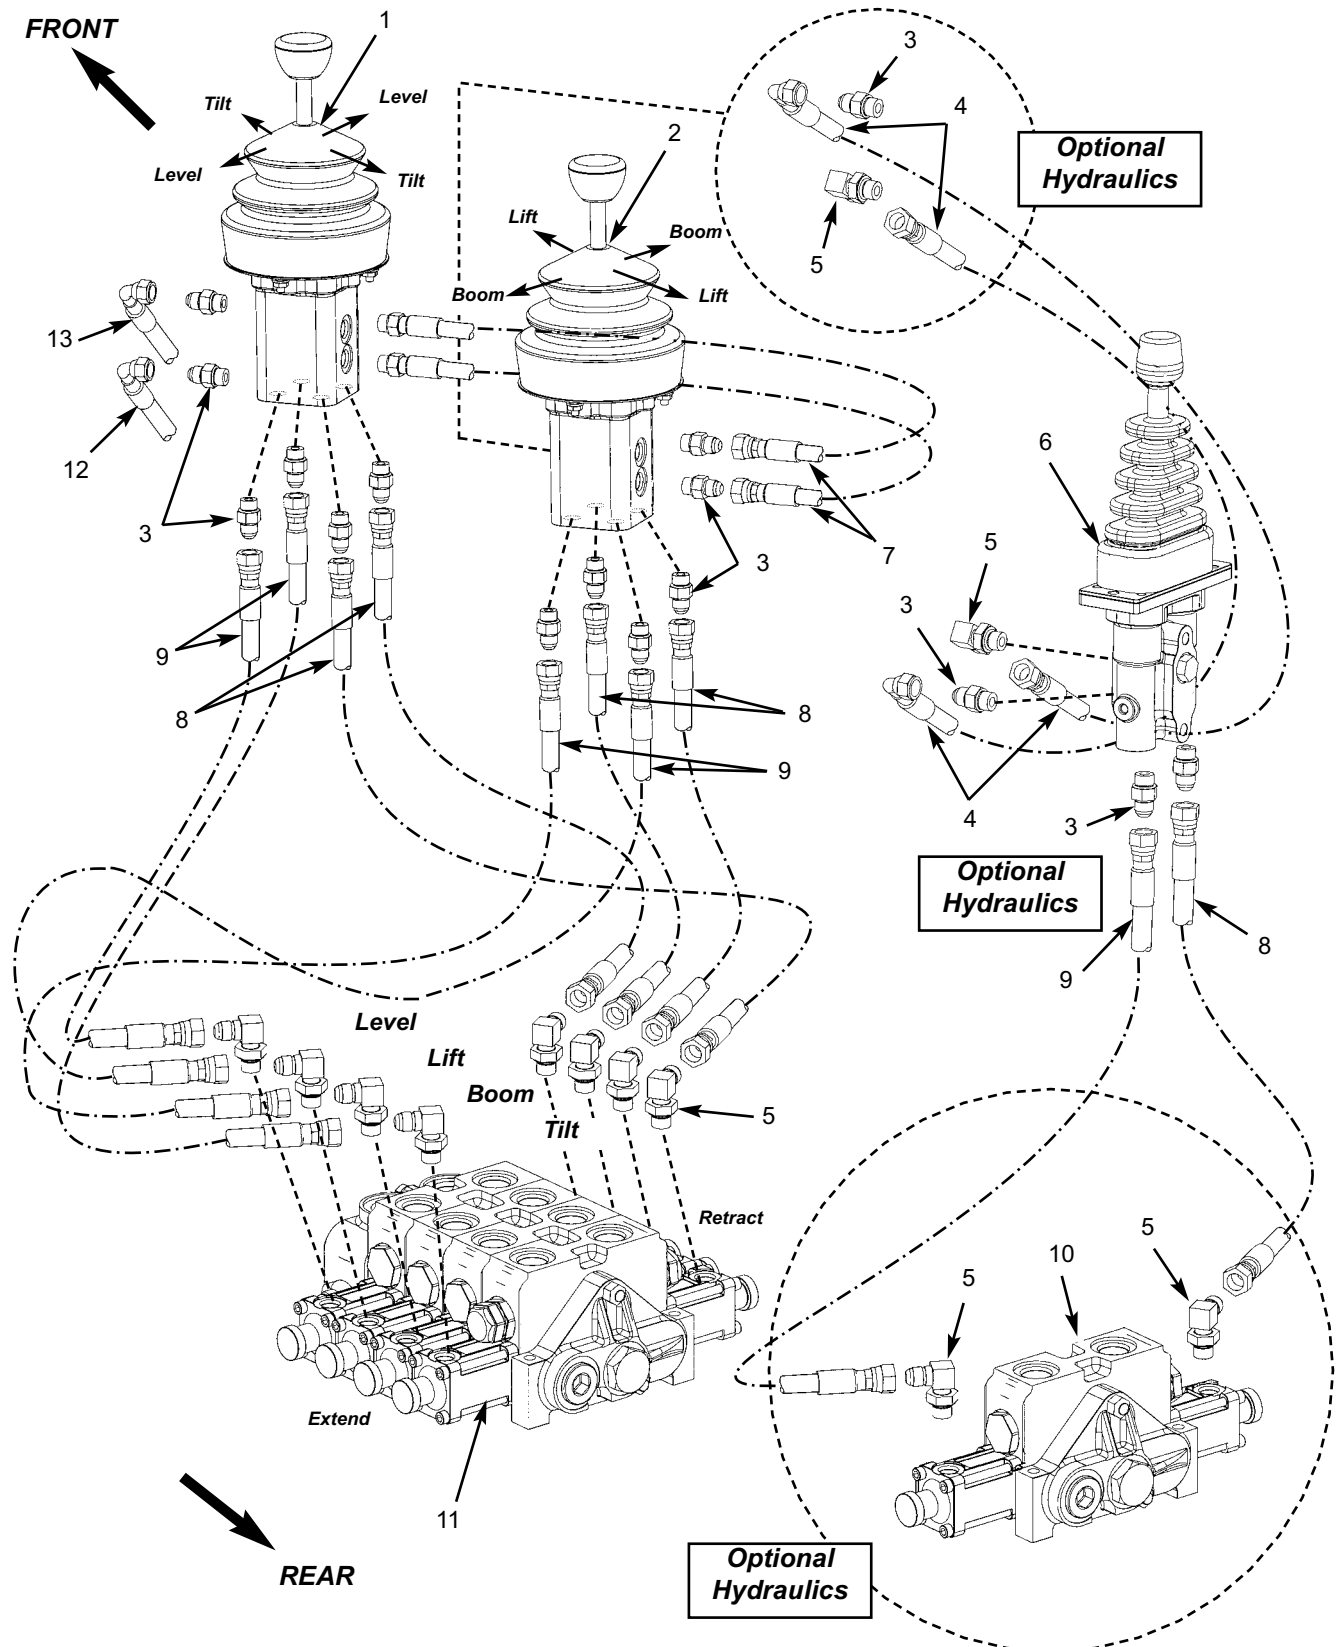 FRONT
1
3
Tilt
Level
4
2
Optional
Hydraulics
Level
Tilt
Lift
Boom
5
Boom
Lift
13
12
6
3
5
7
3
3
9
8
8
9
4
3
Optional
Hydraulics
8
9
Level
Lift
Boom
5
Tilt
Retract
5
10
5
Extend
11
REAR
Optional
Hydraulics